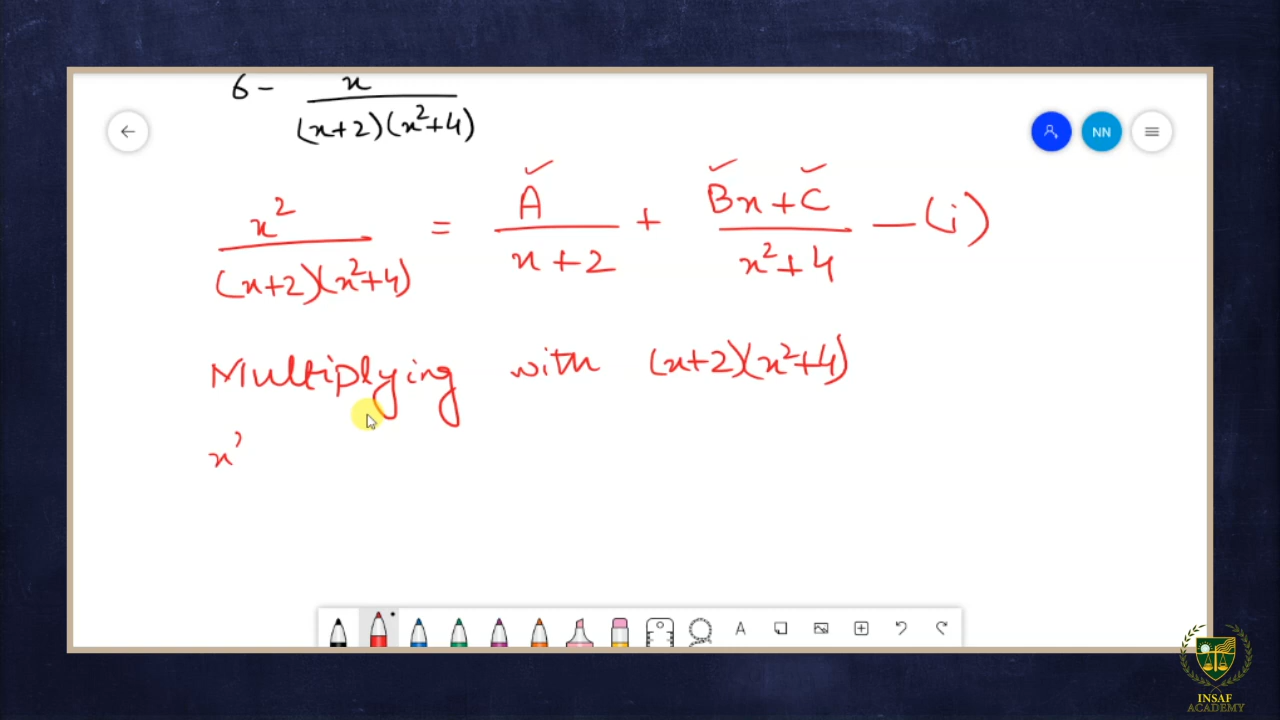 6- x/((x+2)(x²+4))
NN
x²/((x+2)(x²+4)) = A/(x+2) + (Bx+C)/(x²+4) —(i)
Multiplying with (x+2)(x²+4)
x²
A
INSAF
ACADEMY